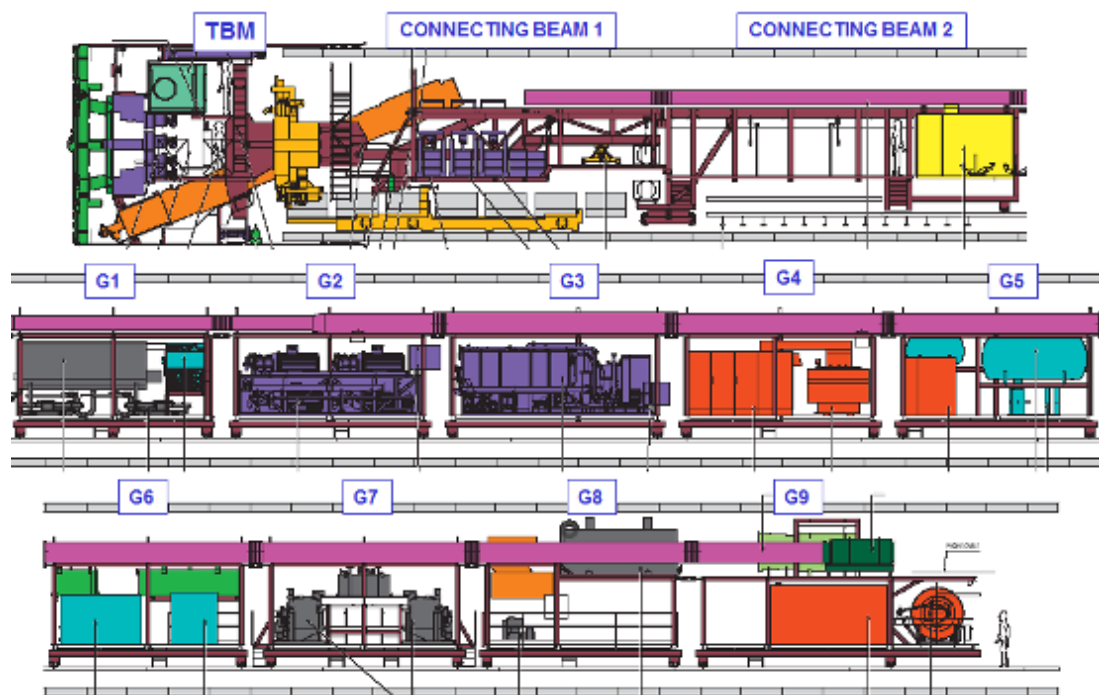 TBM
CONNECTING BEAM 1
CONNECTING BEAM 2
G1
G2
G3
G4
G5
G6
G7
G8
G9